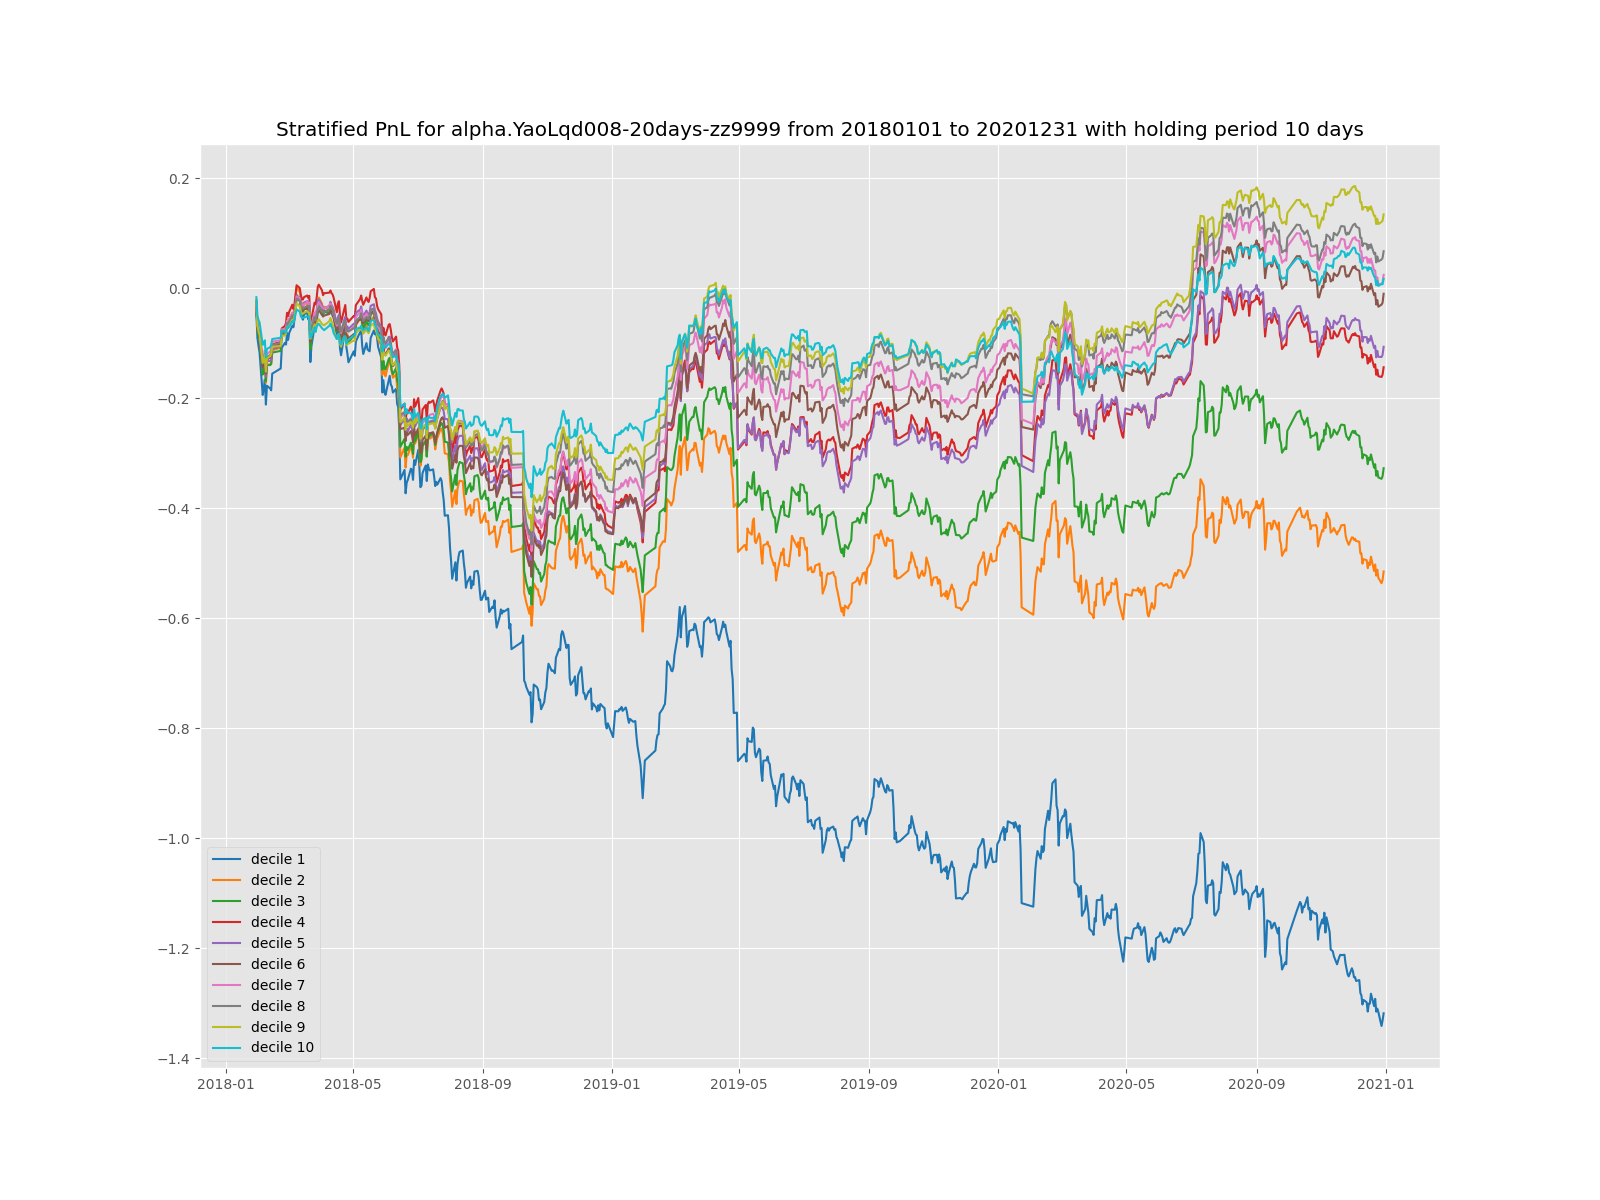 Stratified PnL for alpha.YaoLqd008-20days-zz9999 from 20180101 to 20201231 with holding period 10 days
0.2
0.0
−0.2
−0.4
−0.6
−0.8
−1.0
−1.2
−1.4
decile 1
decile 2
decile 3
decile 4
decile 5
decile 6
decile 7
decile 8
decile 9
decile 10
2018-01 2018-05 2018-09 2019-01 2019-05 2019-09 2020-01 2020-05 2020-09 2021-01